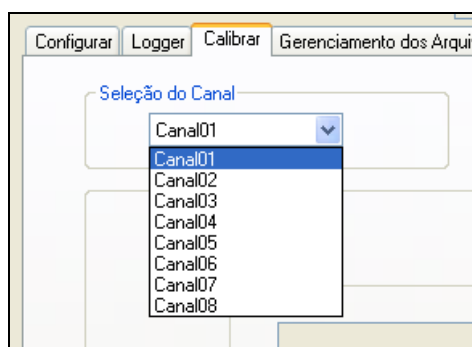 Configurar Logger Calibrar Gerenciamento dos Arqui
Seleção do Canal
Canal01
Canal01
Canal02
Canal03
Canal04
Canal05
Canal06
Canal07
Canal08